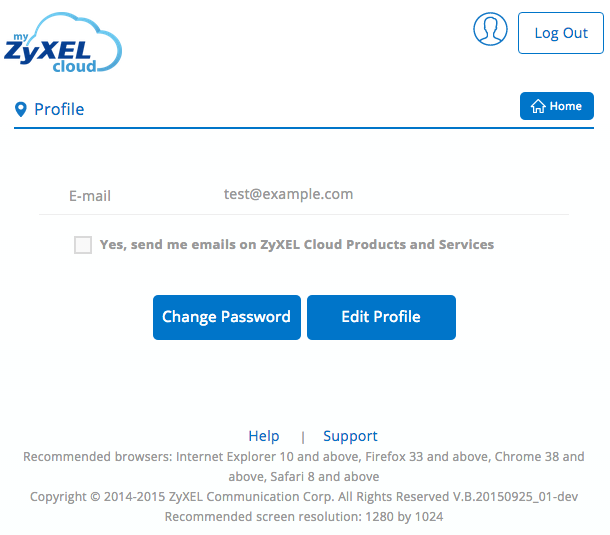 my
ZyXEL
cloud
Log Out
Profile
Home
E-mail
test@example.com
Yes, send me emails on ZyXEL Cloud Products and Services
Change Password
Edit Profile
Help | Support
Recommended browsers: Internet Explorer 10 and above, Firefox 33 and above, Chrome 38 and
above, Safari 8 and above
Copyright © 2014-2015 ZyXEL Communication Corp. All Rights Reserved V.B.20150925_01-dev
Recommended screen resolution: 1280 by 1024